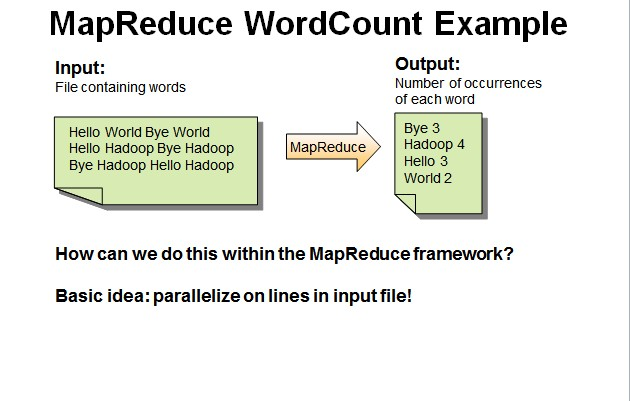 MapReduce WordCount Example
Input:
File containing words
Hello World Bye World
Hello Hadoop Bye Hadoop
Bye Hadoop Hello Hadoop
MapReduce
Output:
Number of occurrences
of each word
Bye 3
Hadoop 4
Hello 3
World 2
How can we do this within the MapReduce framework?
Basic idea: parallelize on lines in input file!